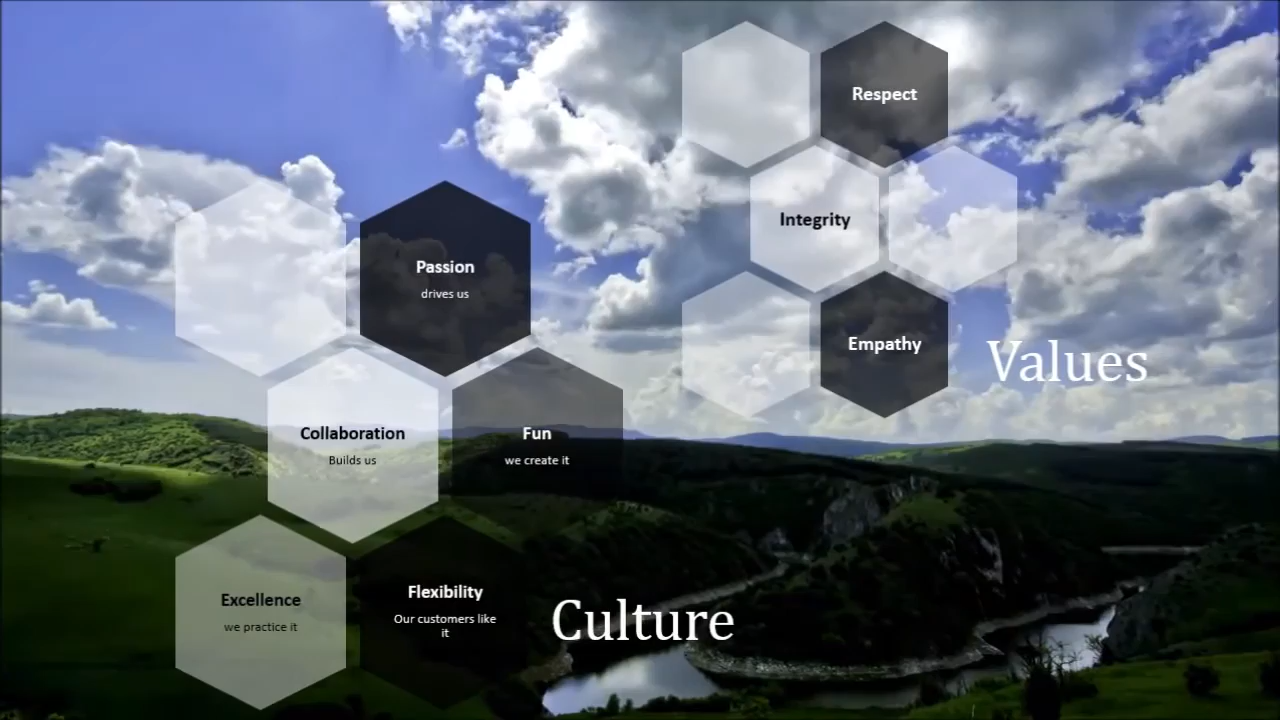 Respect
Integrity
Empathy
Values
Passion
drives us
Collaboration
Builds us
Fun
we create it
Excellence
we practice it
Flexibility
Our customers like
it
Culture